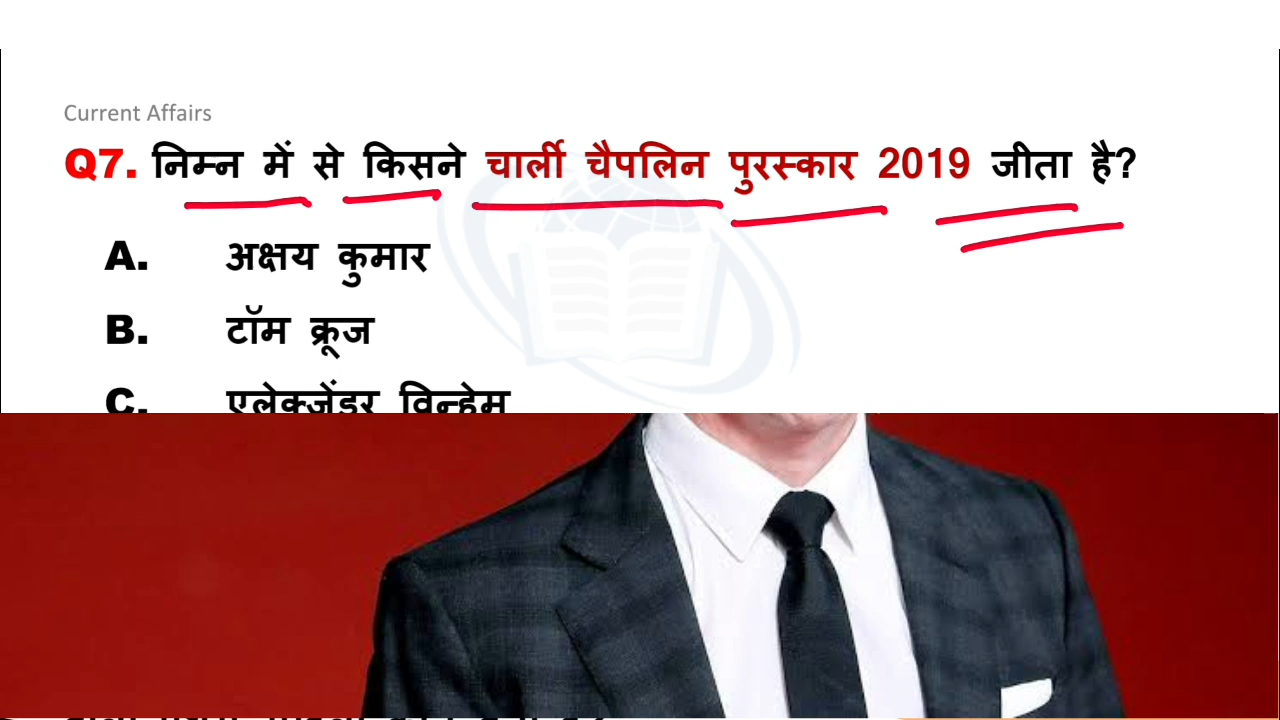 Current Affairs
Q7. निम्न में से किसने चार्ली चैपलिन पुरस्कार 2019 जीता है?
A. अक्षय कुमार
B. टॉम क्रूज
C. एलेक्जेंडर विन्हेम